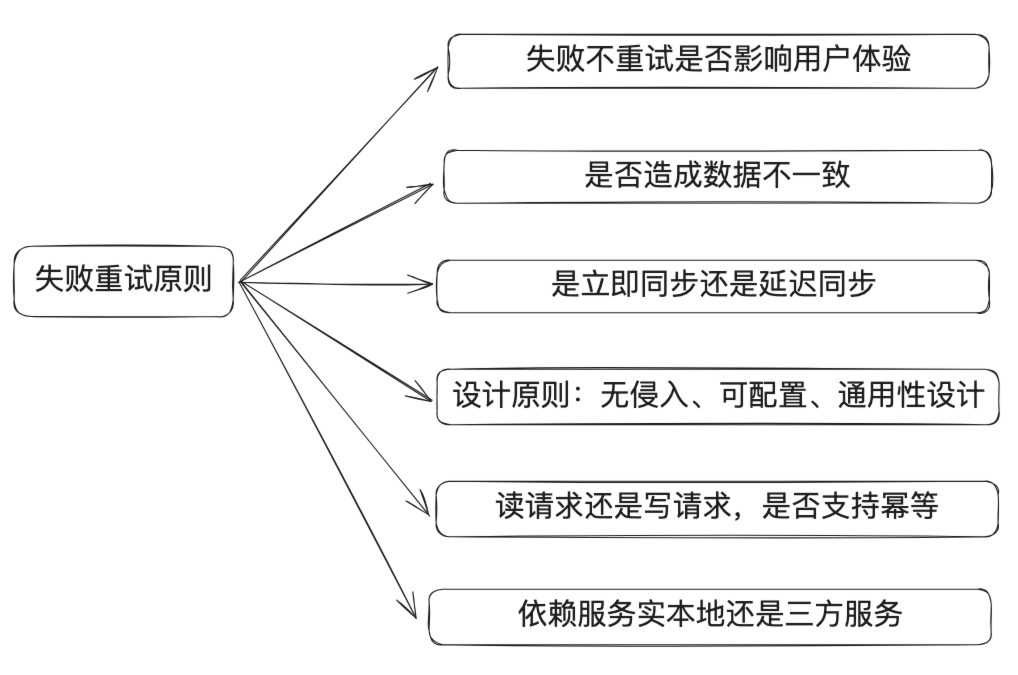 失败不重试是否影响用户体验
是否造成数据不一致
失败重试原则
是立即同步还是延迟同步
设计原则：无侵入、可配置、通用性设计
读请求还是写请求，是否支持幂等
依赖服务实本地还是三方服务